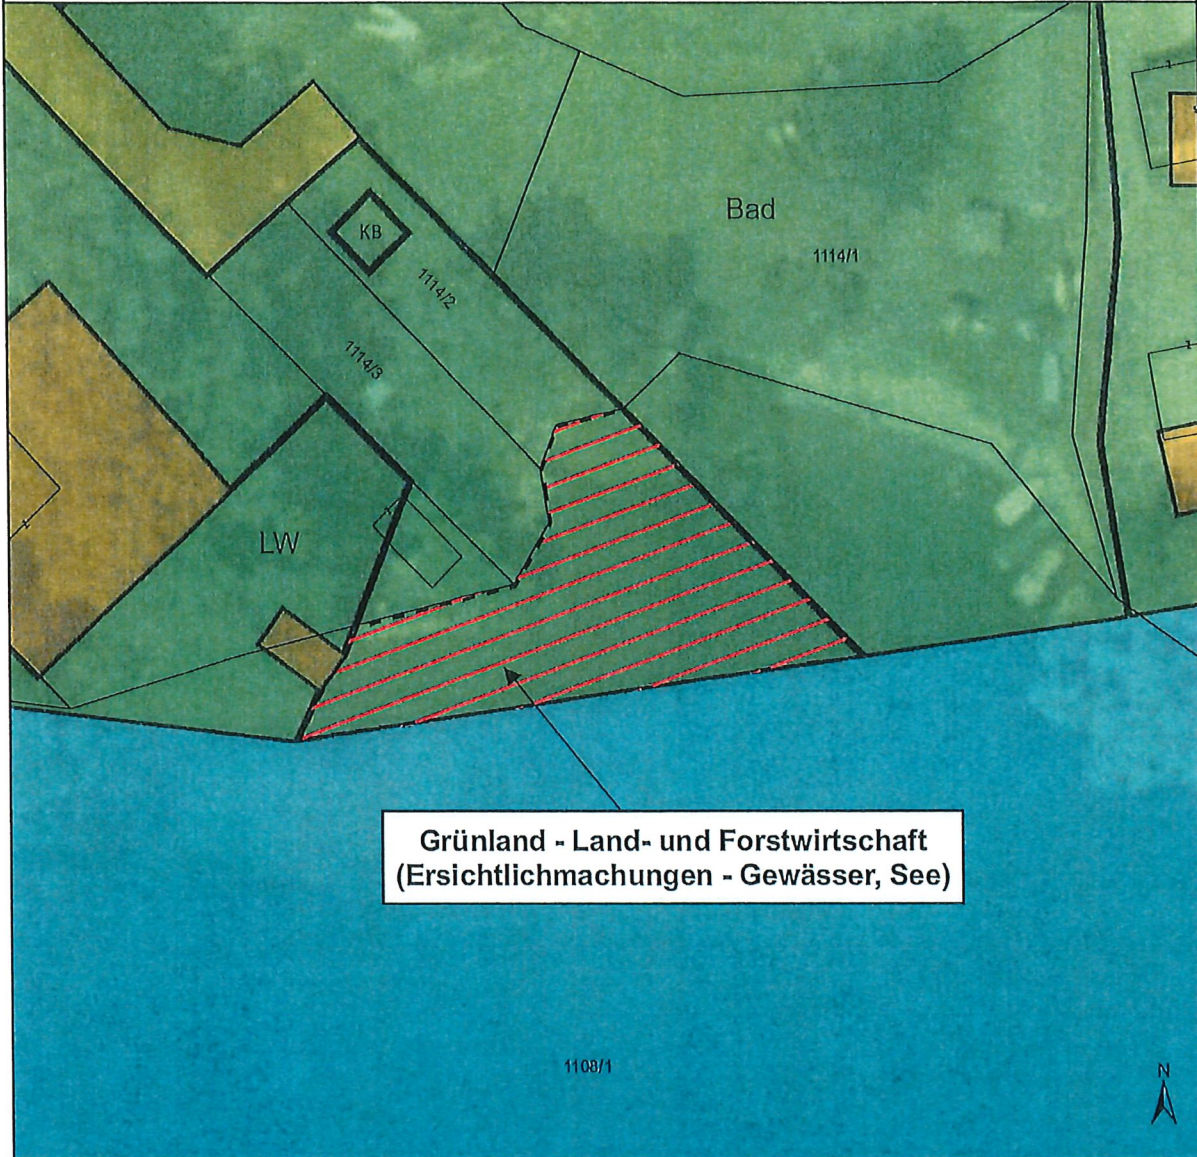 Bad
KB
1114/1
1114/2
1114/3
LW
Grünland - Land- und Forstwirtschaft
(Ersichtlichmachungen - Gewässer, See)
1108/1
N